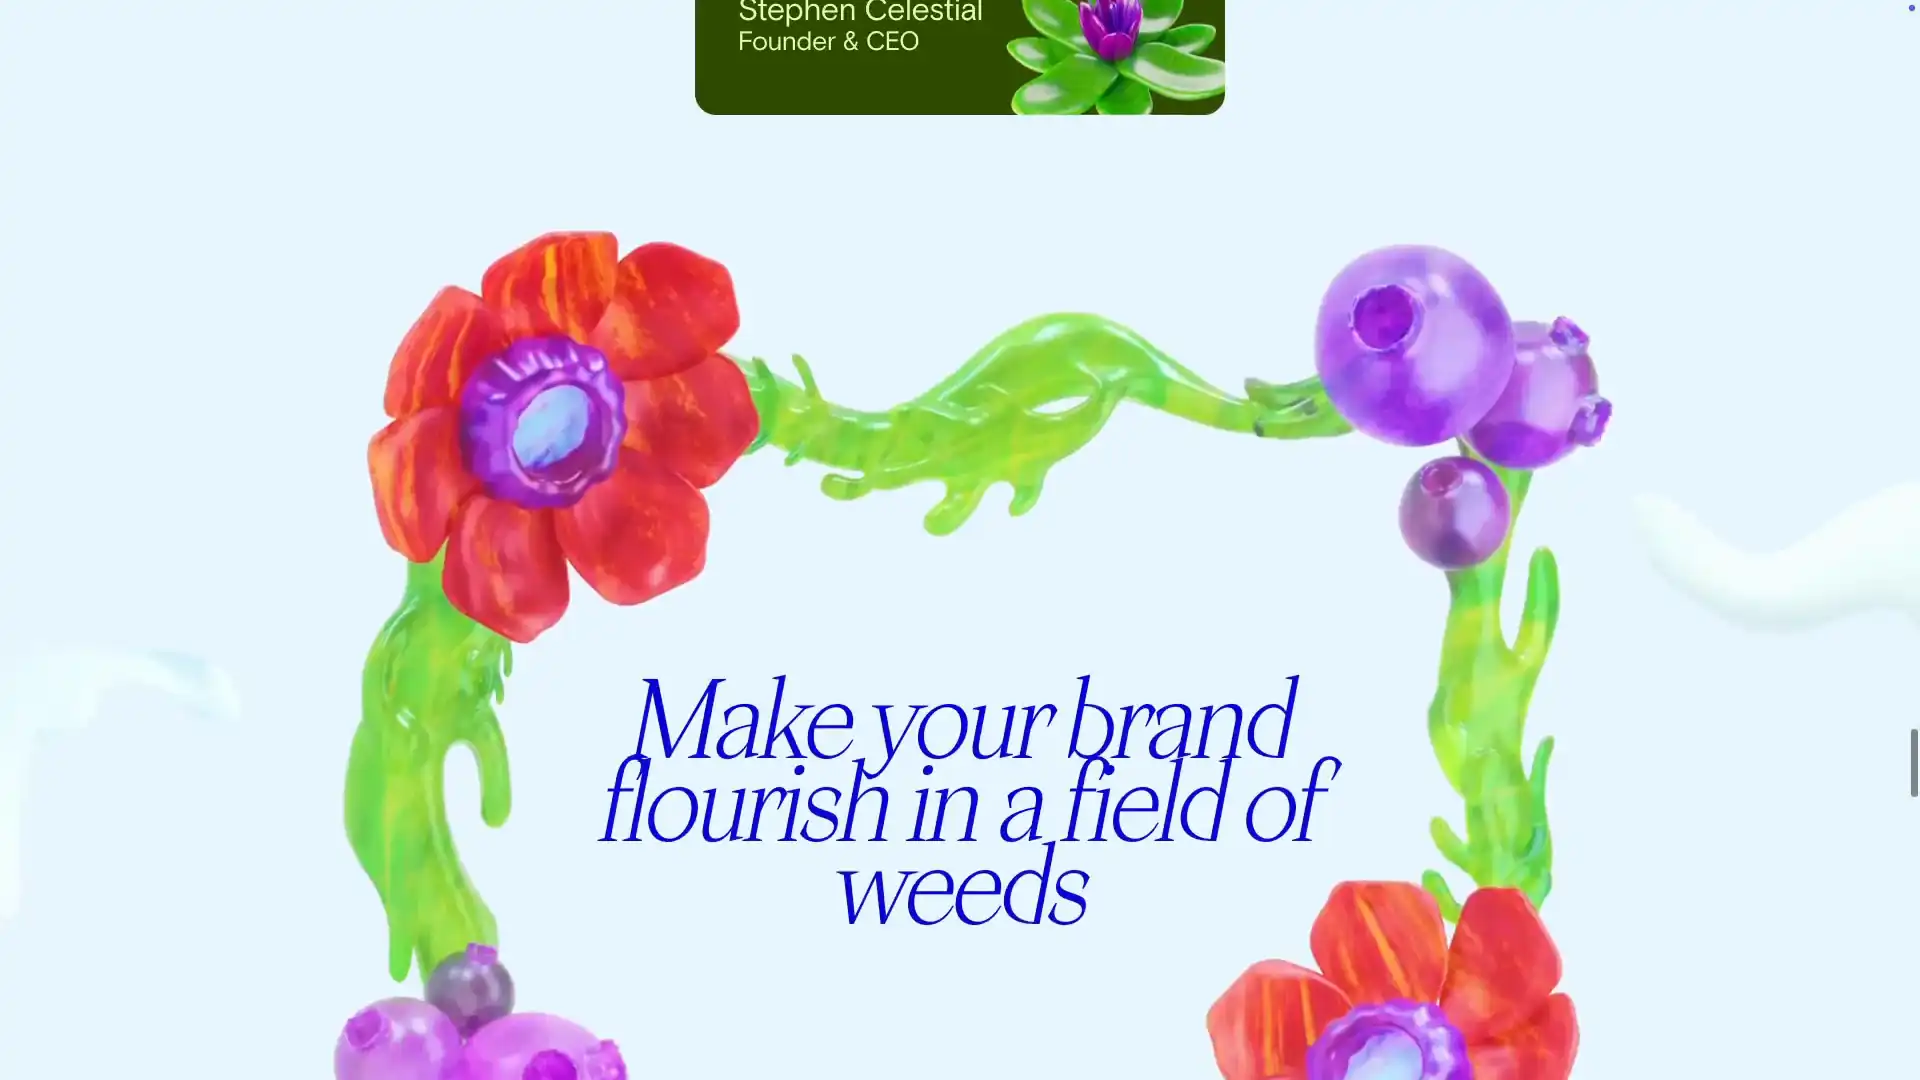 Stephen Celestial
Founder & CEO
Make your brand
flourish in a field of
weeds